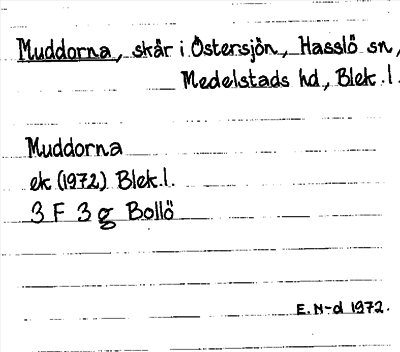 Muddorna, skär i Östersjön, Hasslö sn,
Medelstads hd, Blek.l.
Muddorna
ek (1972) Blek.l.
3 F 3 g Bollö
E. N-d 1972.